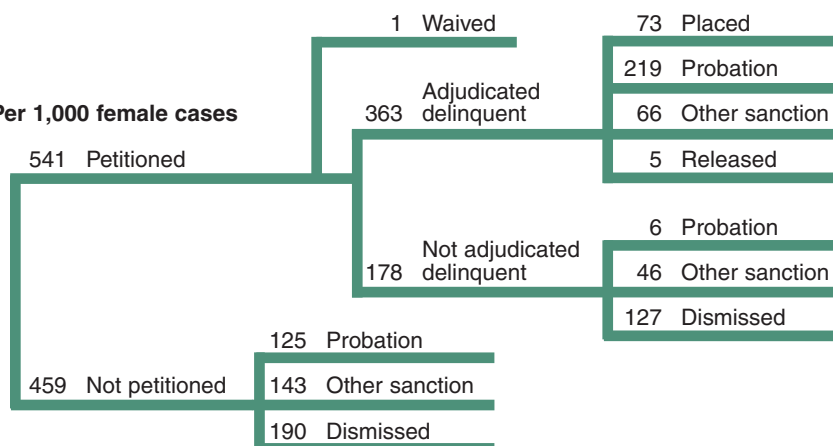 1 Waived
73 Placed
219 Probation
Per 1,000 female cases
363 Adjudicated
delinquent
66 Other sanction
541 Petitioned
5 Released
6 Probation
178 Not adjudicated
delinquent
46 Other sanction
127 Dismissed
125 Probation
459 Not petitioned
143 Other sanction
190 Dismissed